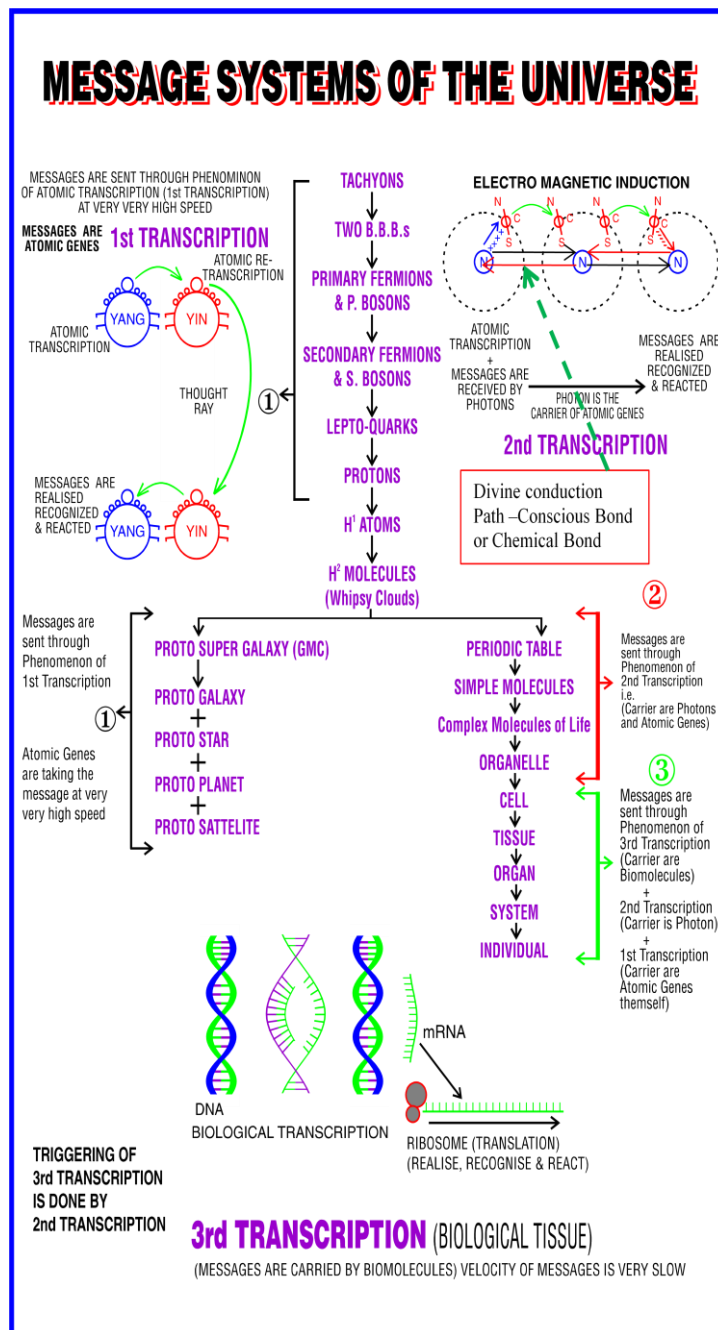 MESSAGE SYSTEMS OF THE UNIVERSE
MESSAGES ARE SENT THROUGH PHENOMINON
OF ATOMIC TRANSCRIPTION (1st TRANSCRIPTION)
AT VERY VERY HIGH SPEED
MESSAGES ARE
ATOMIC GENES
1st TRANSCRIPTION
ATOMIC RE-
TRANSCRIPTION
YANG
YIN
ATOMIC
TRANSCRIPTION
THOUGHT
RAY
MESSAGES ARE
REALISED
RECOGNIZED
& REACTED
YANG
YIN
1
TACHYONS
TWO B.B.B.s
PRIMARY FERMIONS
& P. BOSONS
SECONDARY FERMIONS
& S. BOSONS
LEPTO-QUARKS
PROTONS
H¹ ATOMS
H² MOLECULES
(Whipsy Clouds)
ELECTRO MAGNETIC INDUCTION
N
C
S
N
C
S
N
C
S
N
C
S
N
N
N
ATOMIC
TRANSCRIPTION
+
MESSAGES ARE
RECEIVED BY
PHOTONS
PHOTON IS THE
CARRIER OF ATOMIC GENES
MESSAGES ARE
REALISED
RECOGNIZED
& REACTED
2nd TRANSCRIPTION
Divine conduction
Path –Conscious Bond
or Chemical Bond
Messages are
sent through
Phenomenon of
1st Transcription
1
Atomic Genes
are taking the
message at very
very high speed
PROTO SUPER GALAXY (GMC)
PROTO GALAXY
+
PROTO STAR
+
PROTO PLANET
+
PROTO SATTELITE
PERIODIC TABLE
SIMPLE MOLECULES
Complex Molecules of Life
ORGANELLE
CELL
TISSUE
ORGAN
SYSTEM
INDIVIDUAL
2
Messages are
sent through
Phenomenon of
2nd Transcription
i.e.
(Carrier are Photons
and Atomic Genes)
3
Messages are
sent through
Phenomenon of
3rd Transcription
(Carrier are
Biomolecules)
+
2nd Transcription
(Carrier is Photon)
+
1st Transcription
(Carrier are
Atomic Genes
themself)
mRNA
DNA
BIOLOGICAL TRANSCRIPTION
RIBOSOME (TRANSLATION)
(REALISE, RECOGNISE & REACT)
TRIGGERING OF
3rd TRANSCRIPTION
IS DONE BY
2nd TRANSCRIPTION
3rd TRANSCRIPTION (BIOLOGICAL TISSUE)
(MESSAGES ARE CARRIED BY BIOMOLECULES) VELOCITY OF MESSAGES IS VERY SLOW